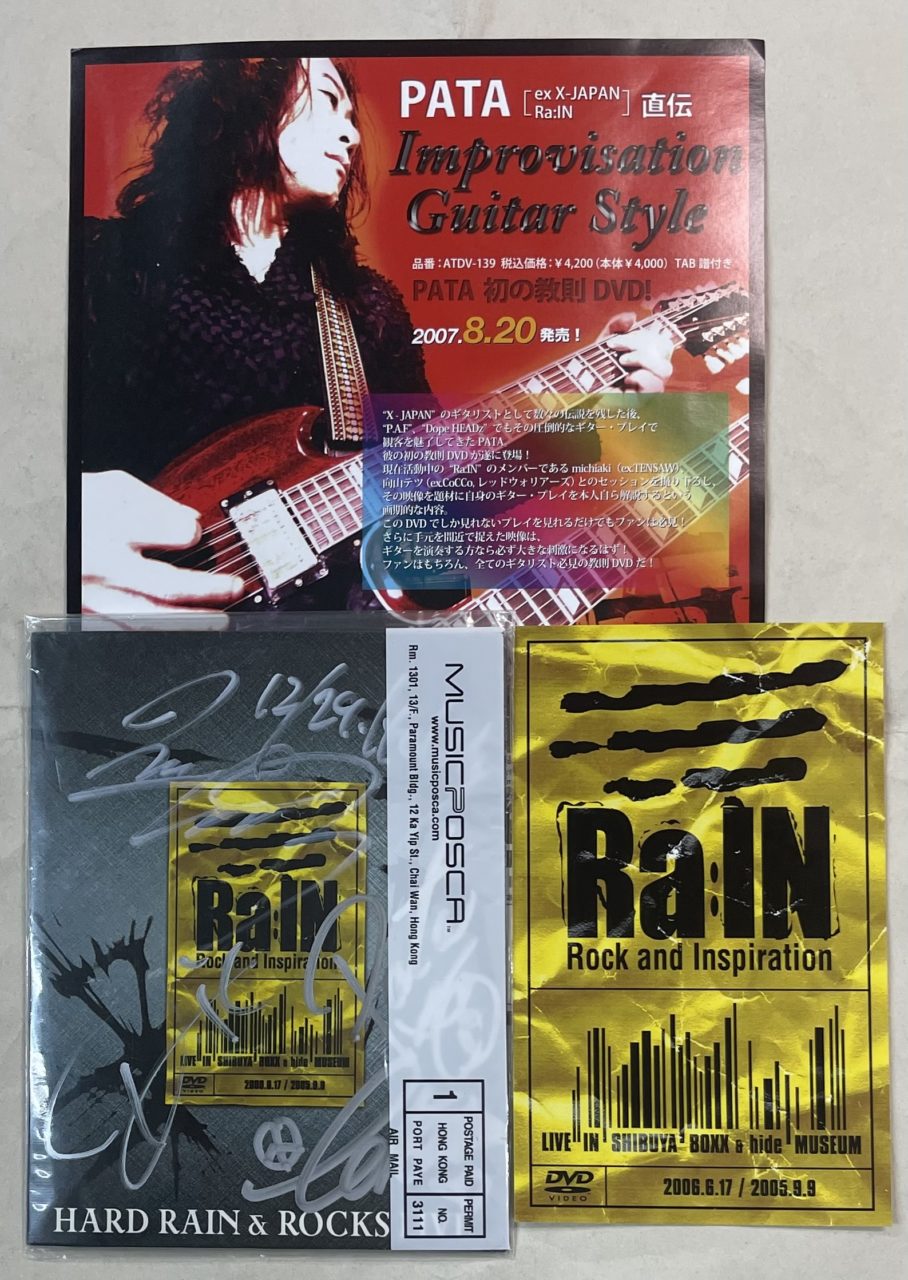 PATA [ex X-JAPAN Ra:IN] 直伝
Improvisation
Guitar Style
品番:ATDV-139 税込価格:¥4,200(本体¥4,000) TAB譜付き
PATA 初の教則DVD!
2007.8.20発売!
"X-JAPAN"のギタリストとして数々の伝説を残した後、
"P.A.F"、"Dope HEADz"でもその圧倒的なギター・プレイで
観客を魅了してきたPATA。
彼の初の教則DVDが遂に登場!
現在活動中の"Ra:IN"のメンバーであるmichiaki(ex:TENSAW)、
向山テツ(ex.CoCCo, レッドウォリアーズ)とのセッションを撮り下ろし、
その映像を題材に自身のギター・プレイを本人自ら解説するという
画期的な内容。
このDVDでしか見れないプレイを見れるだけでもファンは必見!
さらに手元を間近で捉えた映像は、
ギターを演奏する方なら必ず大きな刺激になるはず!
ファンはもちろん、全てのギタリスト必見の教則DVDだ!
12/29
Ra:IN
Rock and Inspiration
LIVE IN SHIBUYA BOXX & hide MUSEUM
DVD
VIDEO
2006.6.17 / 2005.9.9
HARD RAIN & ROCKS
MUSICPOSCA™
www.musicposca.com
Rm. 1301, 13/F., Paramount Bldg., 12 Ka Yip St., Chai Wan, Hong Kong
POSTAGE PAID
HONG KONG
PORT PAYE
PERMIT
NO.
3111
1
AIR MAIL
Ra:IN
Rock and Inspiration
LIVE IN SHIBUYA BOXX & hide MUSEUM
DVD
VIDEO
2006.6.17 / 2005.9.9